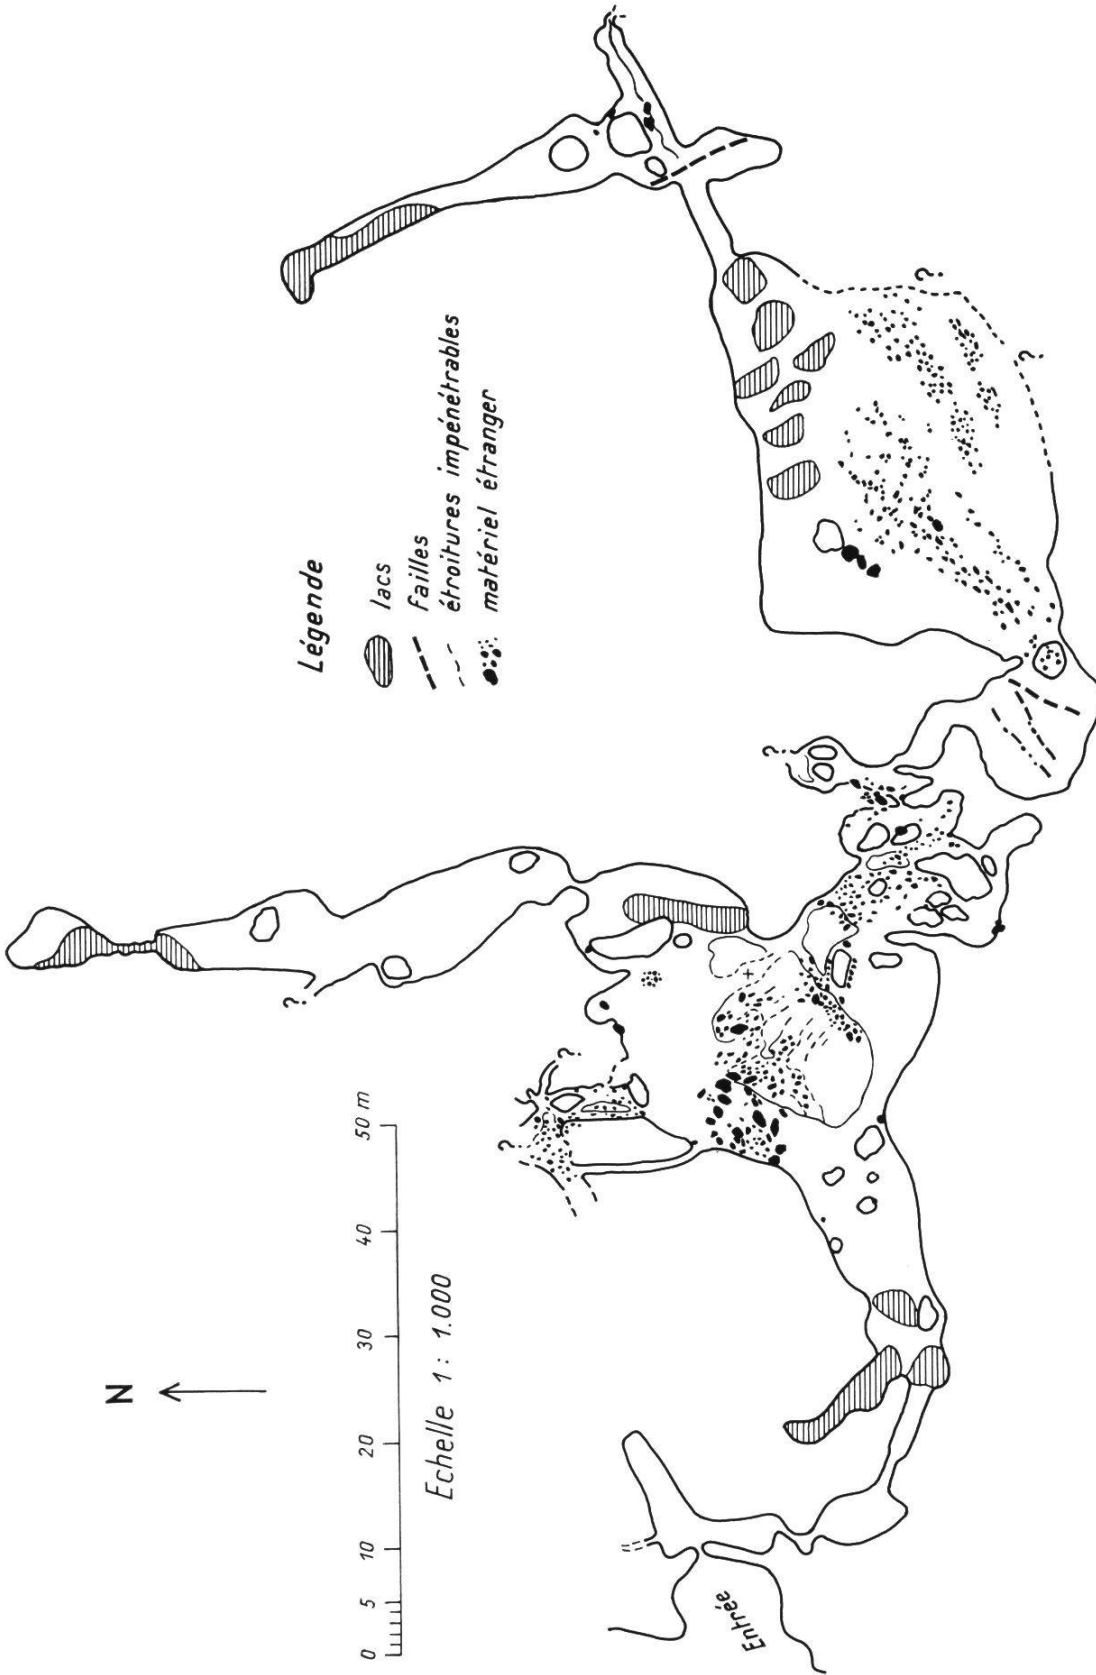 N
0 5 10 20 30 40 50 m
Echelle 1 : 1.000
Légende
lacs
failles
étroitures impénétrables
matériel étranger
Entrée
?
?
?
?
?
?